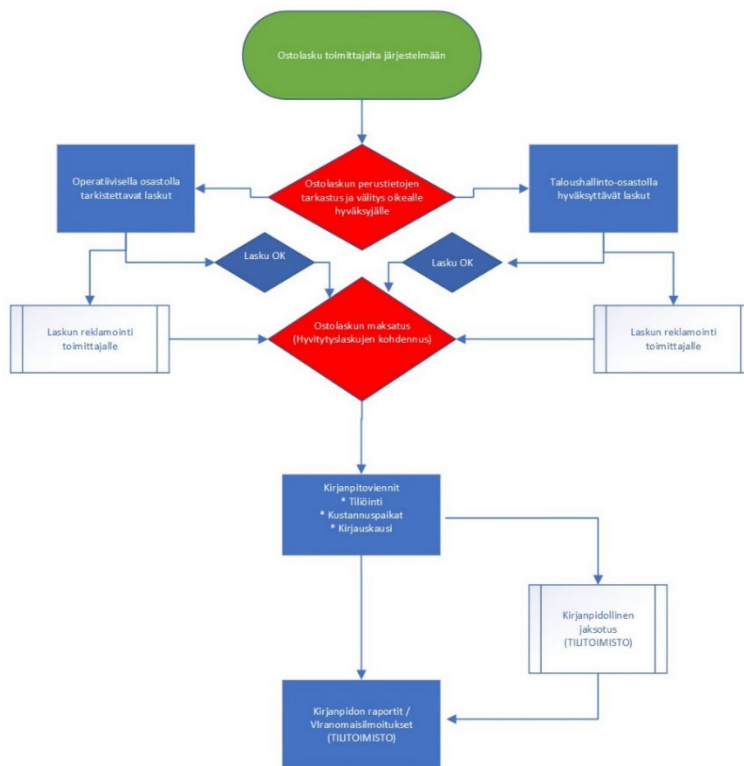 Ostolasku toimittajalta järjestelmään
Operatiivisella osastolla
tarkistettavat laskut
Ostolaskun perustietojen
tarkastus ja välitys oikealle
hyväksyjälle
Taloushallinto-osastolla
hyväksyttävät laskut
Lasku OK
Lasku OK
Laskun reklamointi
toimittajalle
Ostolaskun maksatus
(Hyvitytyslaskujen kohdennus)
Laskun reklamointi
toimittajalle
Kirjanpitoviennit
* Tiliöinti
* Kustannuspaikat
* Kirjauskausi
Kirjanpidollinen
jaksotus
(TILITOIMISTO)
Kirjanpidon raportit /
VIranomaisilmoitukset
(TILITOIMISTO)